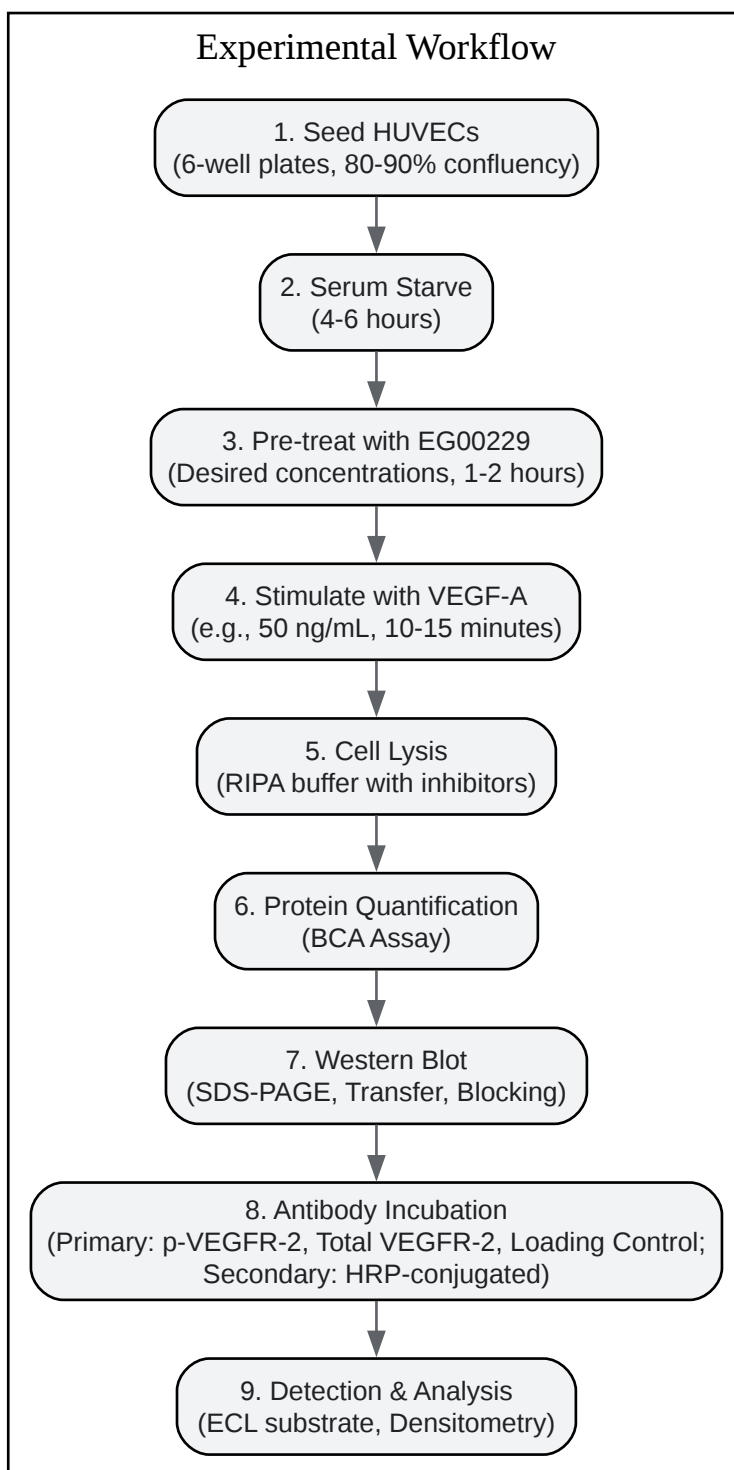 Experimental Workflow
1. Seed HUVECs
(6-well plates, 80-90% confluency)
2. Serum Starve
(4-6 hours)
3. Pre-treat with EG00229
(Desired concentrations, 1-2 hours)
4. Stimulate with VEGF-A
(e.g., 50 ng/mL, 10-15 minutes)
5. Cell Lysis
(RIPA buffer with inhibitors)
6. Protein Quantification
(BCA Assay)
7. Western Blot
(SDS-PAGE, Transfer, Blocking)
8. Antibody Incubation
(Primary: p-VEGFR-2, Total VEGFR-2, Loading Control;
Secondary: HRP-conjugated)
9. Detection & Analysis
(ECL substrate, Densitometry)